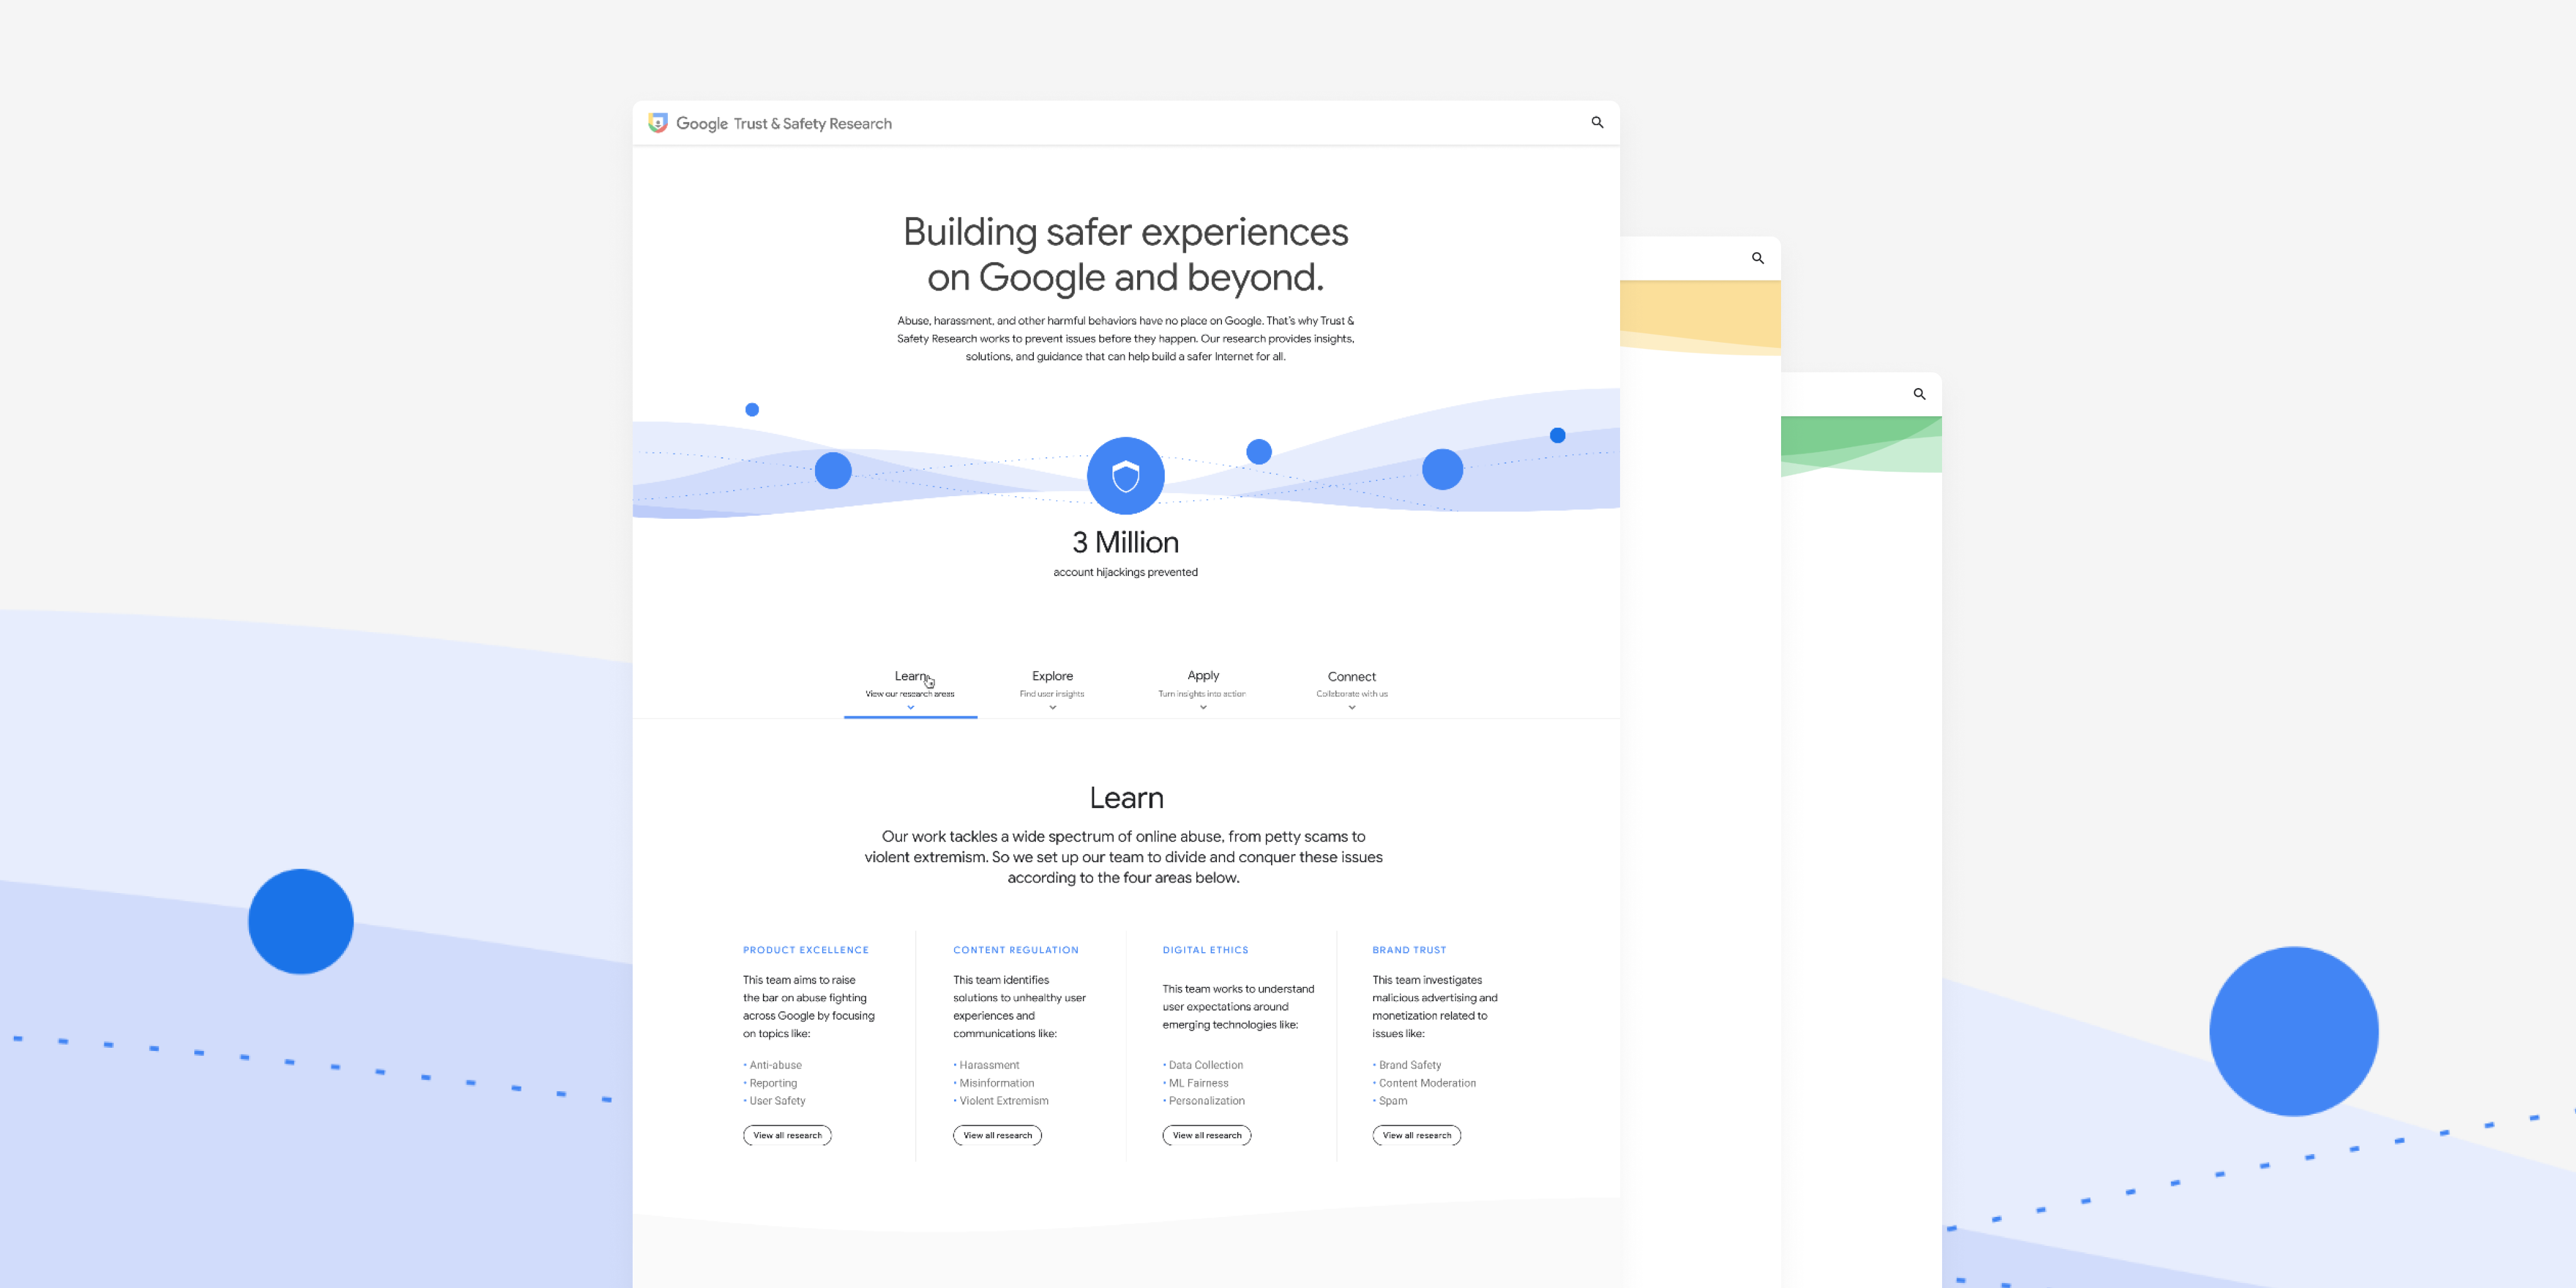 Google Trust & Safety Research
Building safer experiences
on Google and beyond.
Abuse, harassment, and other harmful behaviors have no place on Google. That's why Trust &
Safety Research works to prevent issues before they happen. Our research provides insights,
solutions, and guidance that can help build a safer Internet for all.
3 Million
account hijackings prevented
Learn
View our research areas
Explore
Find user insights
Apply
Turn insights into action
Connect
Collaborate with us
Learn
Our work tackles a wide spectrum of online abuse, from petty scams to
violent extremism. So we set up our team to divide and conquer these issues
according to the four areas below.
PRODUCT EXCELLENCE
This team aims to raise
the bar on abuse fighting
across Google by focusing
on topics like:
• Anti-abuse
• Reporting
• User Safety
View all research
CONTENT REGULATION
This team identifies
solutions to unhealthy user
experiences and
communications like:
• Harassment
• Misinformation
• Violent Extremism
View all research
DIGITAL ETHICS
This team works to understand
user expectations around
emerging technologies like:
• Data Collection
• ML Fairness
• Personalization
View all research
BRAND TRUST
This team investigates
malicious advertising and
monetization related to
issues like:
• Brand Safety
• Content Moderation
• Spam
View all research